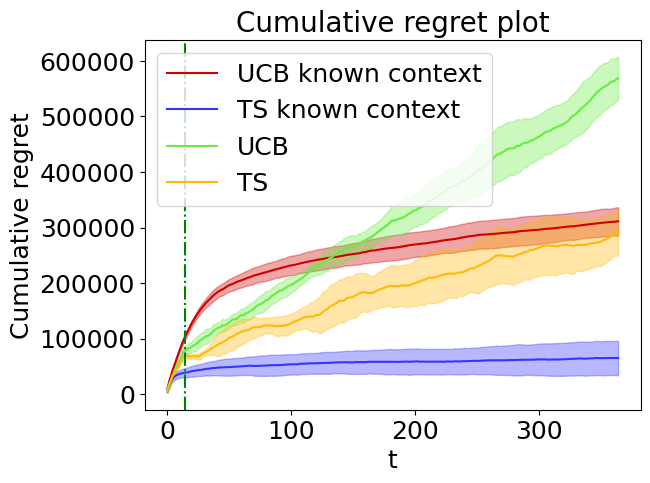 Cumulative regret plot
Cumulative regret
600000
500000
400000
300000
200000
100000
0
UCB known context
TS known context
UCB
TS
0 100 200 300
t